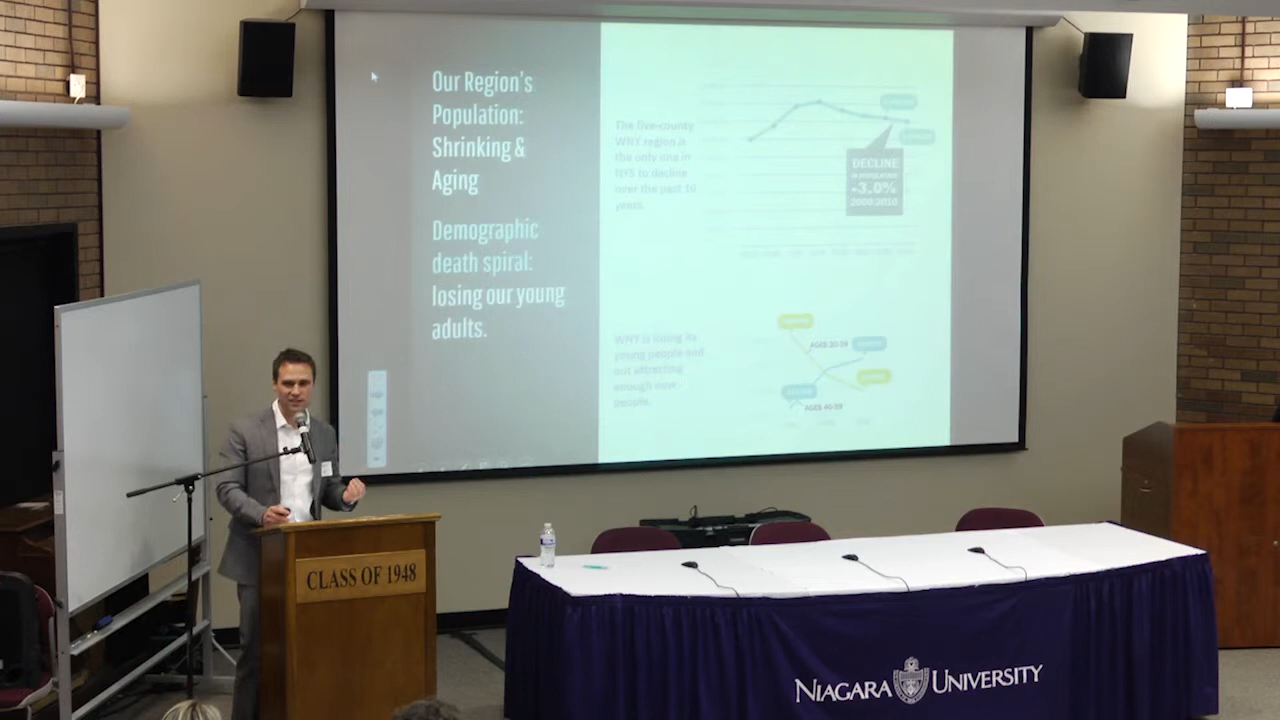 Our Region's
Population:
Shrinking &
Aging
Demographic
death spiral:
losing our young
adults.
The five-county
WNY region is
the only one in
NYS to decline
over the past 10
years.
DECLINE
IN POPULATION
-3.0%
2000-2010
WNY is losing its
young people and
not attracting
enough new
people.
AGES 20-39
AGES 40-59
CLASS OF 1948
NIAGARA UNIVERSITY